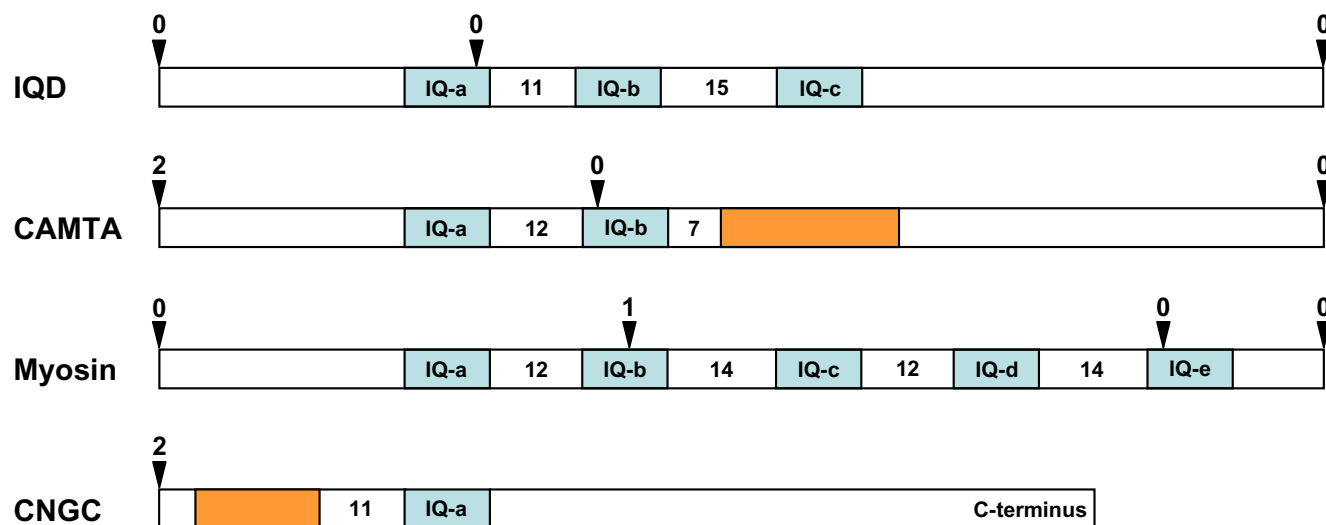 0 0 0
IQD IQ-a 11 IQ-b 15 IQ-c
2 0 0
CAMTA IQ-a 12 IQ-b 7
0 1 0 0
Myosin IQ-a 12 IQ-b 14 IQ-c 12 IQ-d 14 IQ-e
2
CNGC 11 IQ-a C-terminus